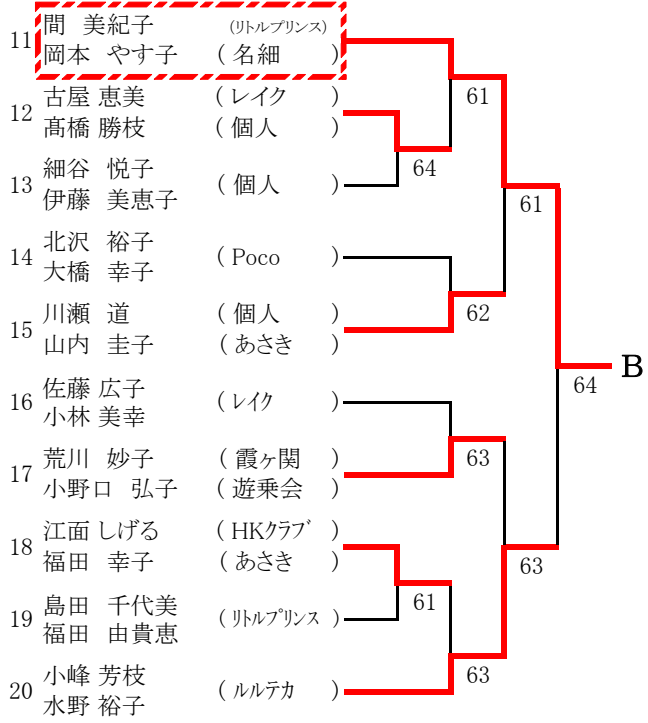 11 間 美紀子 (リトルプリンス)
岡本 やす子 (名細)
61
12 古屋 恵美 (レイク)
髙橋 勝枝 (個人)
64
13 細谷 悦子 (個人)
伊藤 美恵子
61
14 北沢 裕子 (Poco)
大橋 幸子
62
15 川瀬 道 (個人)
山内 圭子 (あさき)
64 B
16 佐藤 広子 (レイク)
小林 美幸
63
17 荒川 妙子 (霞ヶ関)
小野口 弘子 (遊乗会)
18 江面 しげる (HKクラブ)
福田 幸子 (あさき)
63
61
19 島田 千代美 (リトルプリンス)
福田 由貴恵
63
20 小峰 芳枝 (ルルテカ)
水野 裕子